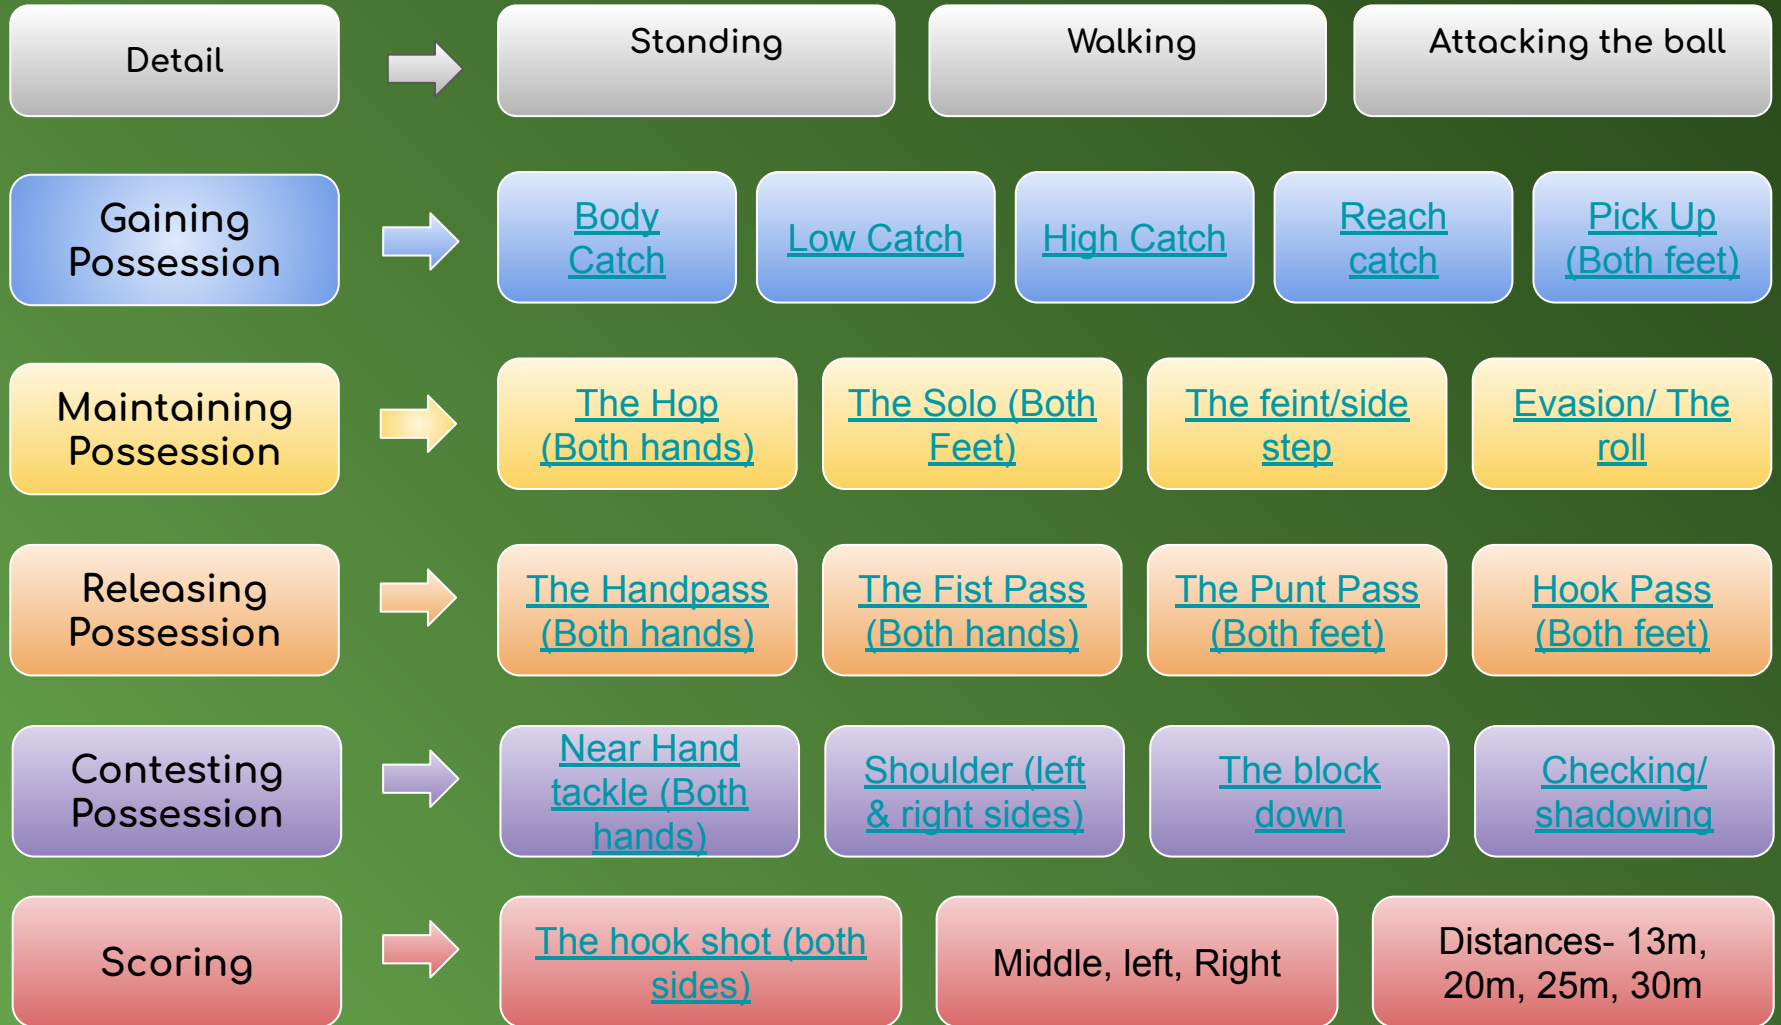 Detail
Standing
Walking
Attacking the ball
Gaining
Possession
Body
Catch
Low Catch
High Catch
Reach
catch
Pick Up
(Both feet)
Maintaining
Possession
The Hop
(Both hands)
The Solo (Both
Feet)
The feint/side
step
Evasion/ The
roll
Releasing
Possession
The Handpass
(Both hands)
The Fist Pass
(Both hands)
The Punt Pass
(Both feet)
Hook Pass
(Both feet)
Contesting
Possession
Near Hand
tackle (Both
hands)
Shoulder (left
& right sides)
The block
down
Checking/
shadowing
Scoring
The hook shot (both
sides)
Middle, left, Right
Distances- 13m,
20m, 25m, 30m